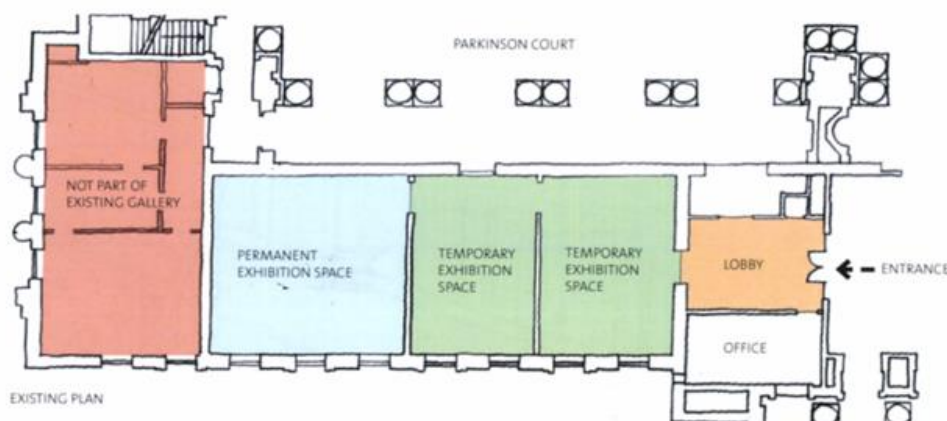 PARKINSON COURT
NOT PART OF
EXISTING GALLERY
PERMANENT
EXHIBITION SPACE
TEMPORARY
EXHIBITION
SPACE
TEMPORARY
EXHIBITION
SPACE
LOBBY
ENTRANCE
OFFICE
EXISTING PLAN